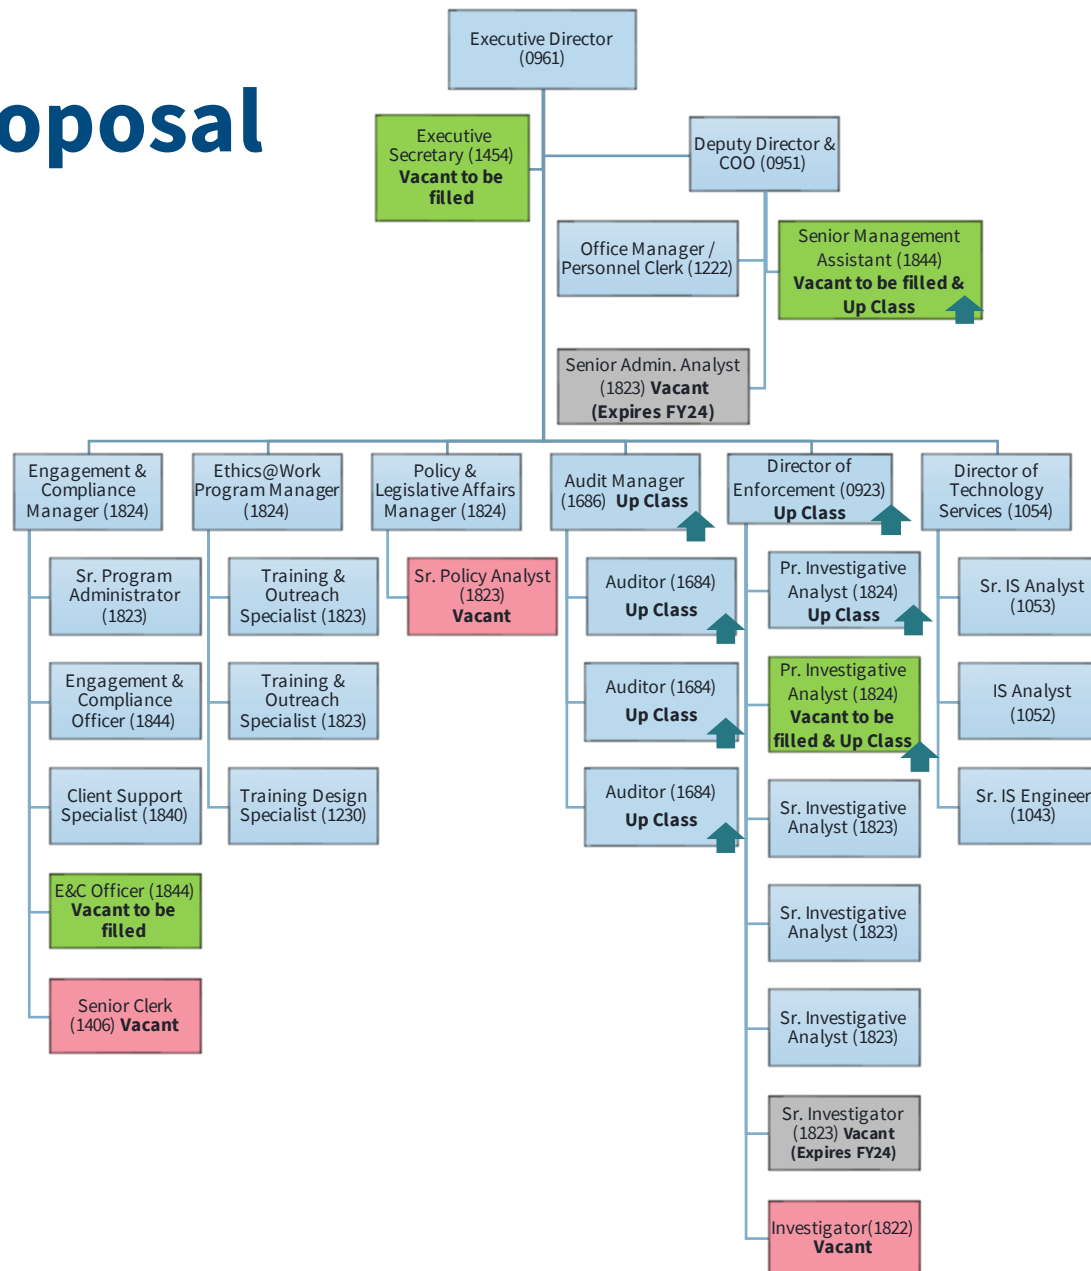 Executive Director
(0961)
oposal
Executive
Secretary (1454)
Vacant to be
filled
Deputy Director &
COO (0951)
Office Manager /
Personnel Clerk (1222)
Senior Management
Assistant (1844)
Vacant to be filled &
Up Class
Senior Admin. Analyst
(1823) Vacant
(Expires FY24)
Engagement &
Compliance
Manager (1824)
Ethics@Work
Program Manager
(1824)
Policy &
Legislative Affairs
Manager (1824)
Audit Manager
(1686) Up Class
Director of
Enforcement (0923)
Up Class
Director of
Technology
Services (1054)
Sr. Program
Administrator
(1823)
Training &
Outreach
Specialist (1823)
Sr. Policy Analyst
(1823)
Vacant
Auditor (1684)
Up Class
Pr. Investigative
Analyst (1824)
Up Class
Sr. IS Analyst
(1053)
Engagement &
Compliance
Officer (1844)
Training &
Outreach
Specialist (1823)
Auditor (1684)
Up Class
Pr. Investigative
Analyst (1824)
Vacant to be
filled & Up Class
IS Analyst
(1052)
Client Support
Specialist (1840)
Training Design
Specialist (1230)
Auditor (1684)
Up Class
Sr. Investigative
Analyst (1823)
Sr. IS Engineer
(1043)
E&C Officer (1844)
Vacant to be
filled
Sr. Investigative
Analyst (1823)
Senior Clerk
(1406) Vacant
Sr. Investigative
Analyst (1823)
Sr. Investigator
(1823) Vacant
(Expires FY24)
Investigator(1822)
Vacant